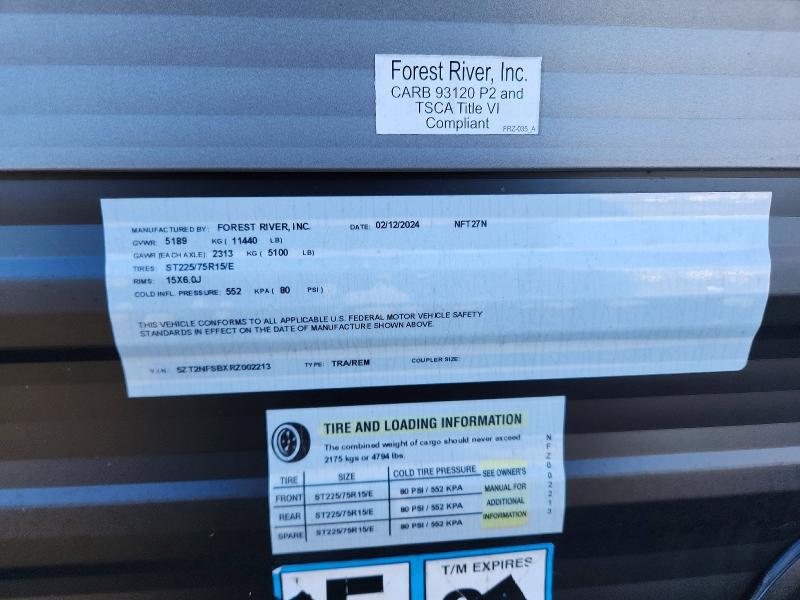 Forest River, Inc.
CARB 93120 P2 and
TSCA Title VI
Compliant
FRZ-035_A
MANUFACTURED BY: FOREST RIVER, INC. DATE: 02/12/2024 NFT27N
GVWR: 5189 KG ( 11440 LB)
GAWR (EACH AXLE): 2313 KG ( 5100 LB)
TIRES: ST225/75R15/E
RIMS: 15X6.0J
COLD INFL. PRESSURE: 552 KPA ( 80 PSI )
THIS VEHICLE CONFORMS TO ALL APPLICABLE U.S. FEDERAL MOTOR VEHICLE SAFETY
STANDARDS IN EFFECT ON THE DATE OF MANUFACTURE SHOWN ABOVE.
V.I.N. 5ZT2NFSBXRZ002213 TYPE: TRA/REM COUPLER SIZE:
TIRE AND LOADING INFORMATION
The combined weight of cargo should never exceed
2175 kgs or 4794 lbs.
TIRE SIZE COLD TIRE PRESSURE SEE OWNER'S
FRONT ST225/75R15/E 80 PSI / 552 KPA MANUAL FOR
REAR ST225/75R15/E 80 PSI / 552 KPA ADDITIONAL
SPARE ST225/75R15/E 80 PSI / 552 KPA INFORMATION
NFZ002213
T/M EXPIRES